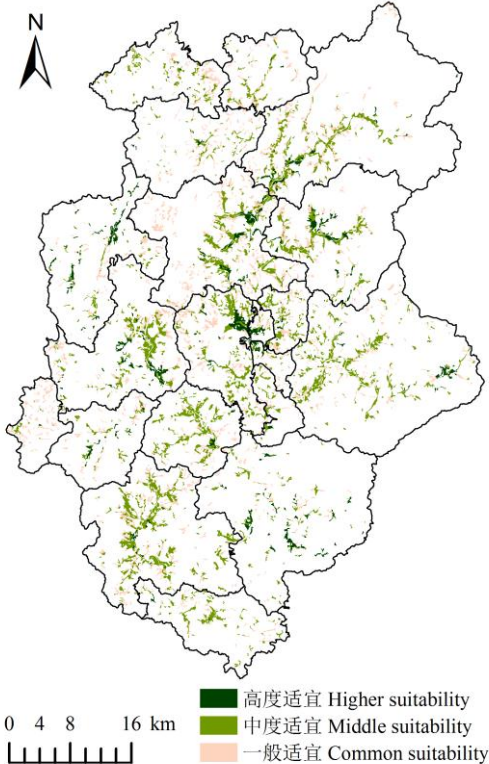 N
高度适宜 Higher suitability
中度适宜 Middle suitability
一般适宜 Common suitability
0 4 8 16 km